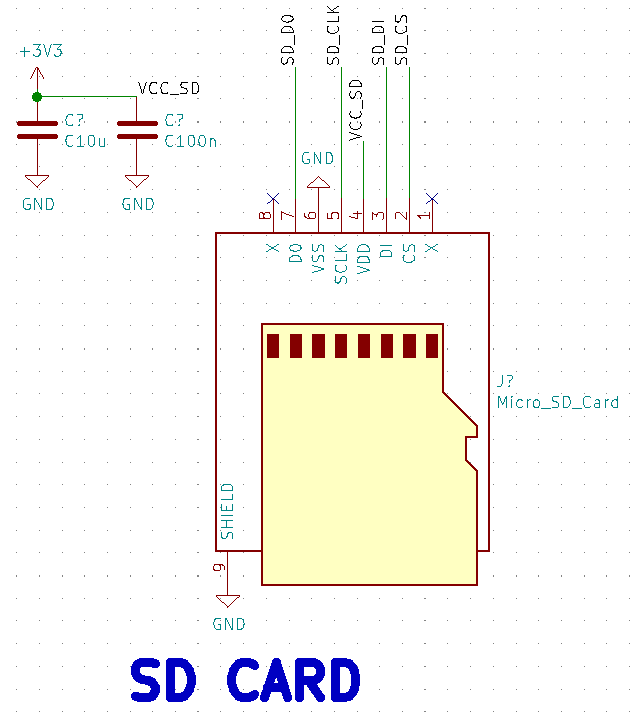 SD_DO
SD_CLK
SD_DI
SD_CS
+3V3
VCC_SD
VCC_SD
C?
C10u
C?
C100n
GND
GND
GND
8
7
6
5
4
3
2
1
X
DO
VSS
SCLK
VDD
DI
CS
X
J?
Micro_SD_Card
SHIELD
9
GND
SD CARD